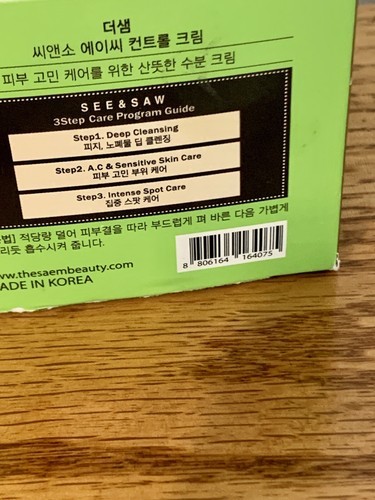 더샘
씨앤소 에이씨 컨트롤 크림
피부 고민 케어를 위한 산뜻한 수분 크림
SEE & SAW
3Step Care Program Guide
Step1. Deep Cleansing
피지, 노폐물 딥 클렌징
Step2. A.C & Sensitive Skin Care
피부 고민 부위 케어
Step3. Intense Spot Care
집중 스팟 케어
법] 적당량 덜어 피부결을 따라 부드럽게 펴 바른 다음 가볍게
리듯 흡수시켜 줍니다.
www.thesaembeauty.com
MADE IN KOREA
8 806164 164075